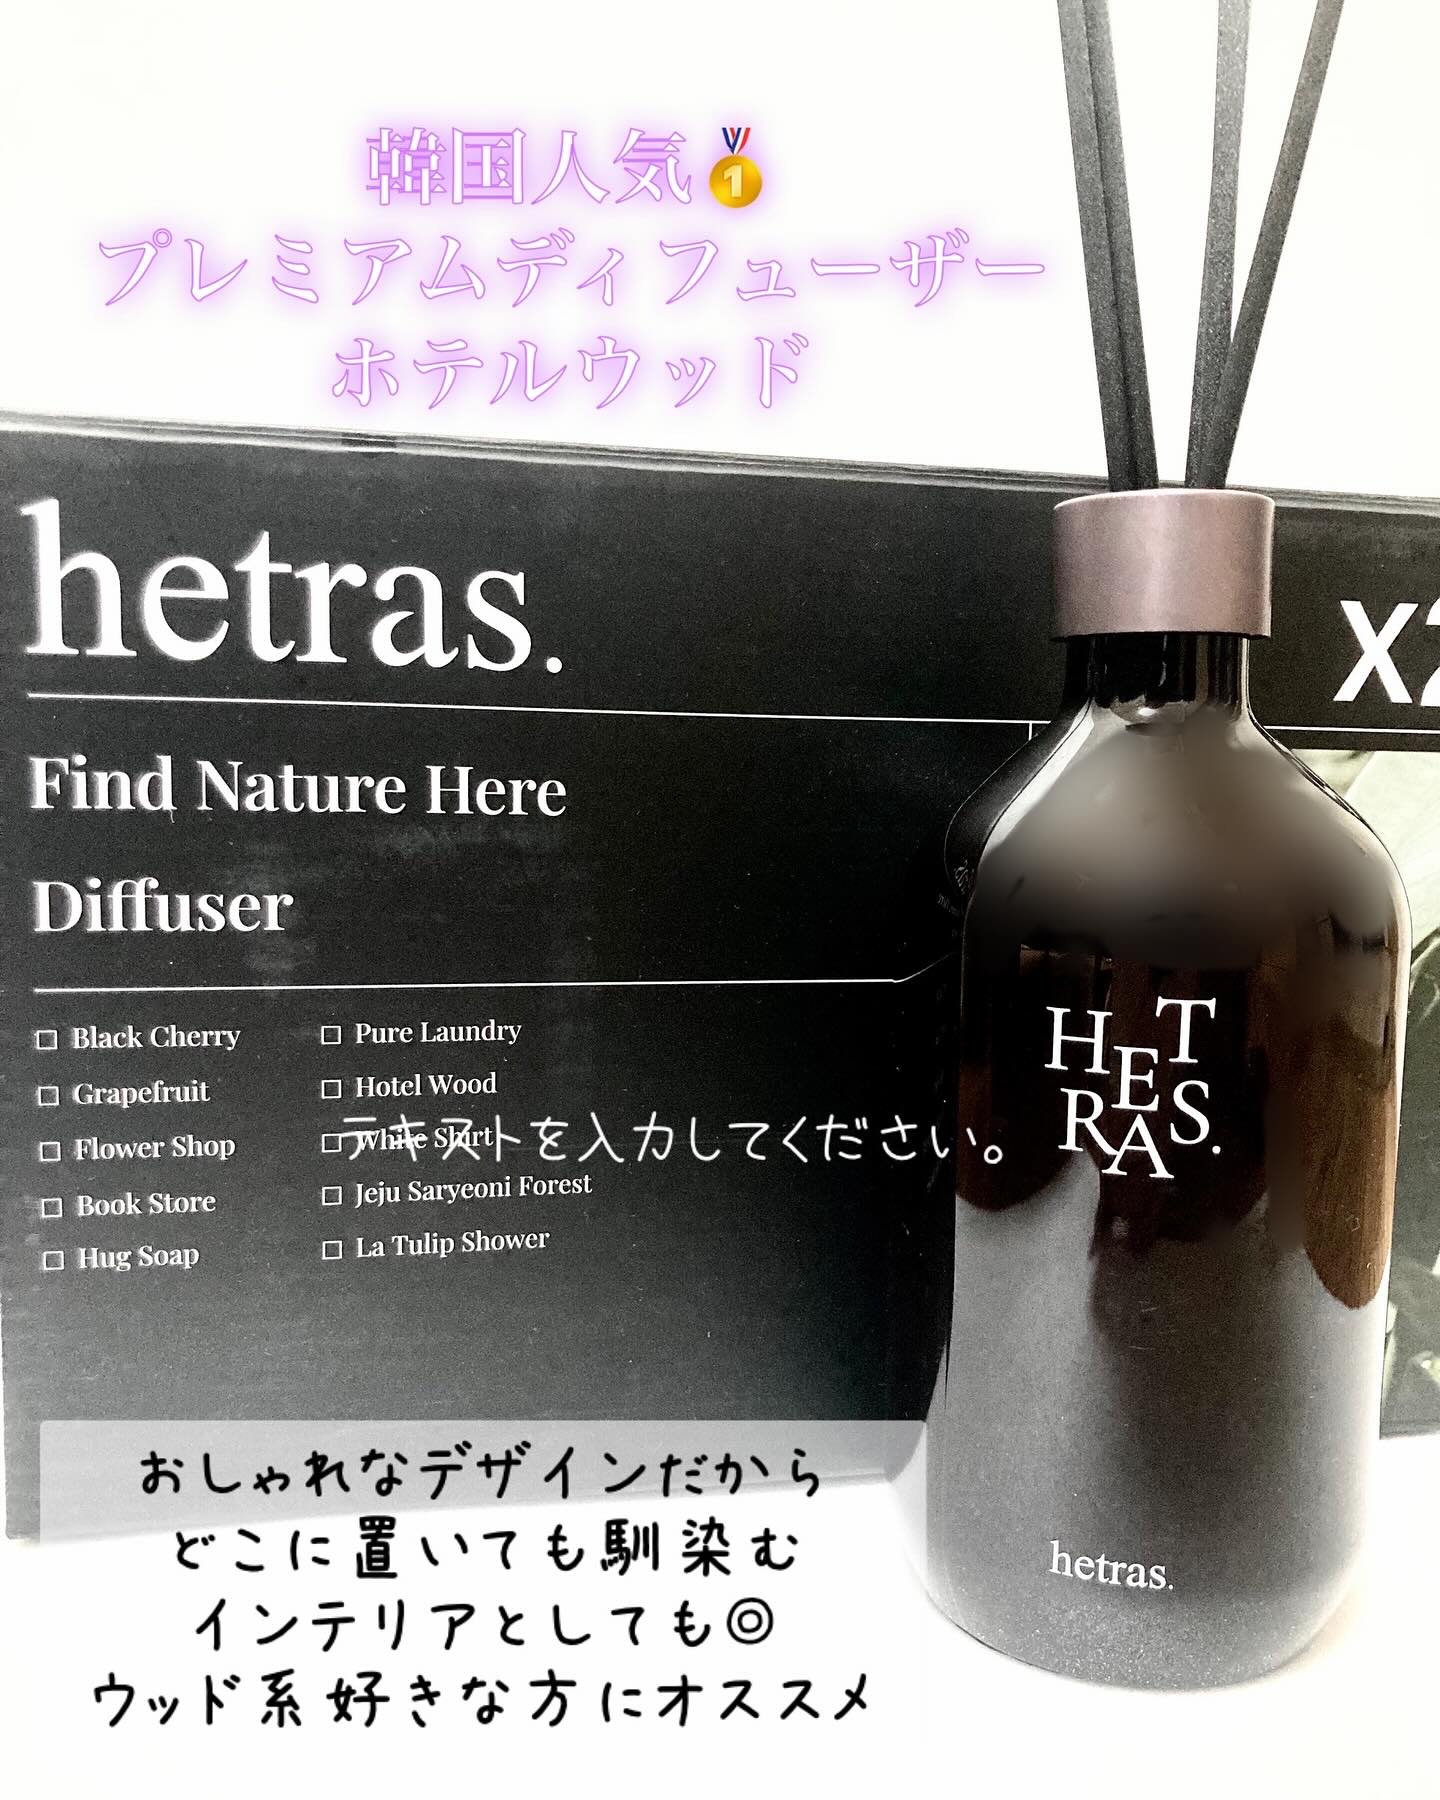 韓国人気🥇
プレミアムディフューザー
ホテルウッド
hetras.
Find Nature Here
Diffuser
□ Black Cherry
□ Grapefruit
□ Flower Shop
□ Book Store
□ Hug Soap
□ Pure Laundry
□ Hotel Wood
□ White Shirt
□ Jeju Saryeoni Forest
□ La Tulip Shower
テキストを入力してください。
X2
HETRAS.
hetras.
おしゃれなデザインだから
どこに置いても馴染む
インテリアとしても◎
ウッド系好きな方にオススメ